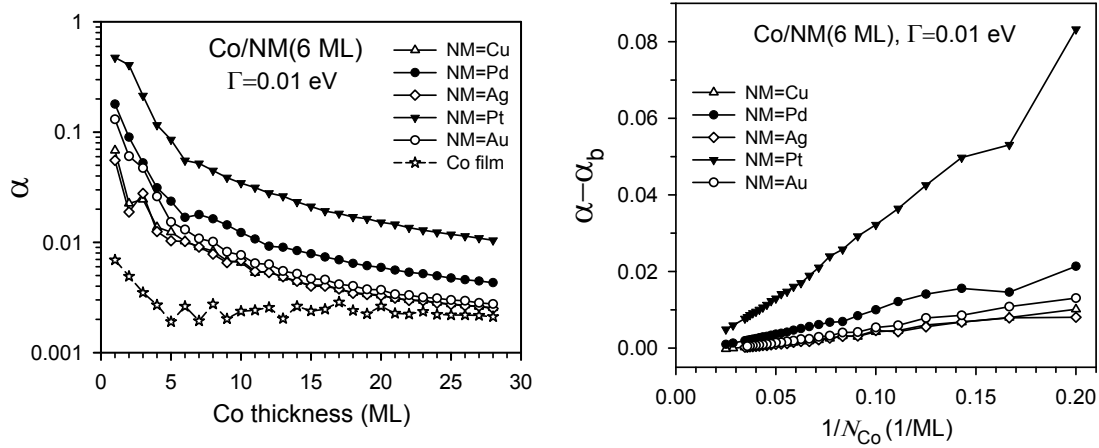 Co/NM(6 ML)
Γ=0.01 eV
NM=Cu
NM=Pd
NM=Ag
NM=Pt
NM=Au
Co film
1
0.1
0.01
0.001
α
0 5 10 15 20 25 30
Co thickness (ML)
Co/NM(6 ML), Γ=0.01 eV
NM=Cu
NM=Pd
NM=Ag
NM=Pt
NM=Au
0.08
0.06
0.04
0.02
0.00
α−αb
0.00 0.05 0.10 0.15 0.20
1/NCo (1/ML)